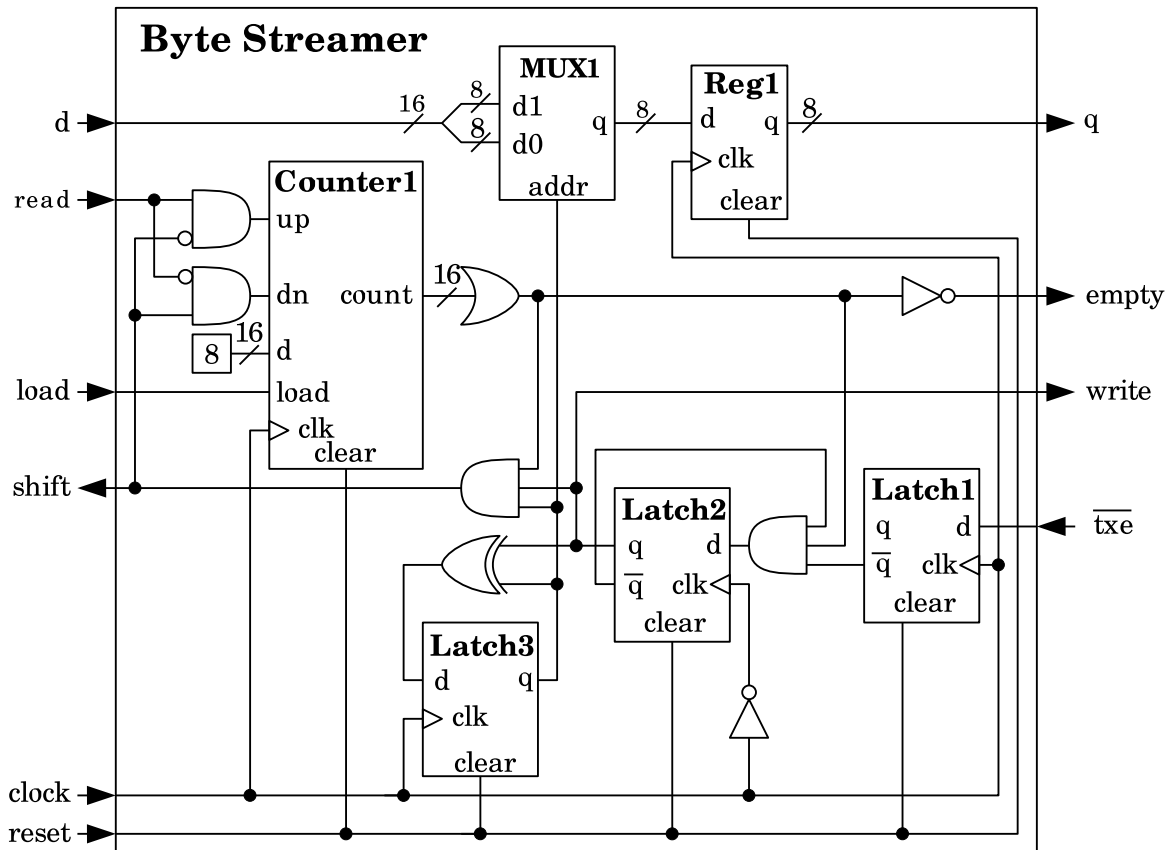 Byte Streamer
MUX1
Reg1
16
8
d1
8
8
d
q
d
q
q
8
d0
clk
addr
Counter1
clear
read
up
16
dn
count
empty
16
8
d
load
load
write
clk
clear
shift
Latch1
Latch2
q
d
txe
q
d
q
clk
q
clk
clear
clear
Latch3
d
q
clk
clear
clock
reset